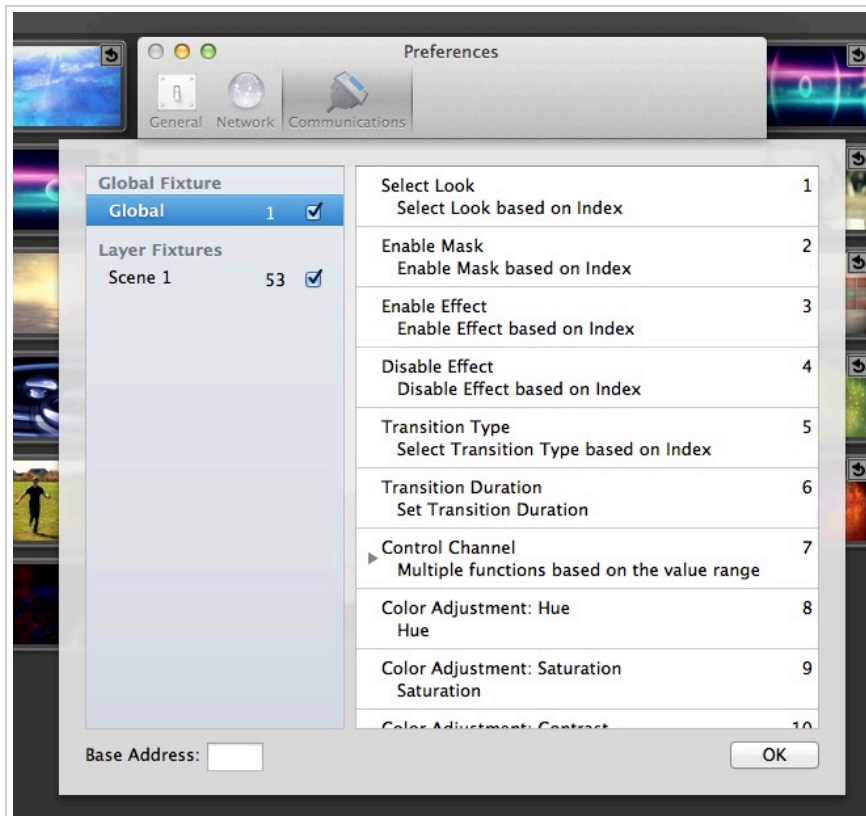 Preferences
General Network Communications
Global Fixture
Global 1
Layer Fixtures
Scene 1 53
Select Look 1
Select Look based on Index
Enable Mask 2
Enable Mask based on Index
Enable Effect 3
Enable Effect based on Index
Disable Effect 4
Disable Effect based on Index
Transition Type 5
Select Transition Type based on Index
Transition Duration 6
Set Transition Duration
Control Channel 7
Multiple functions based on the value range
Color Adjustment: Hue 8
Hue
Color Adjustment: Saturation 9
Saturation
Color Adjustment: Contrast 10
Base Address:
OK